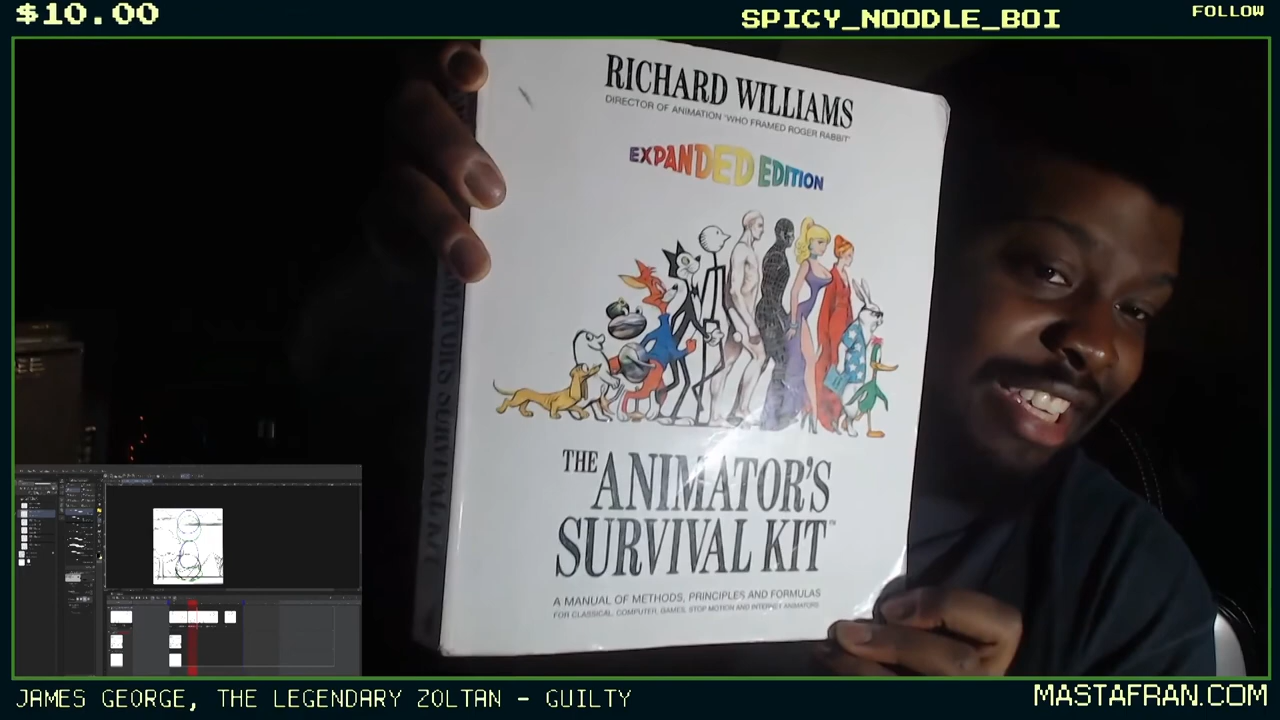 $10.00
SPICY_NOODLE_BOI
FOLLOW
RICHARD WILLIAMS
DIRECTOR OF ANIMATION "WHO FRAMED ROGER RABBIT"
EXPANDED EDITION
THE ANIMATOR'S
SURVIVAL KIT™
A MANUAL OF METHODS, PRINCIPLES AND FORMULAS
FOR CLASSICAL, COMPUTER, GAMES, STOP MOTION AND INTERNET ANIMATORS
JAMES GEORGE, THE LEGENDARY ZOLTAN - GUILTY
MASTAFRAN.COM